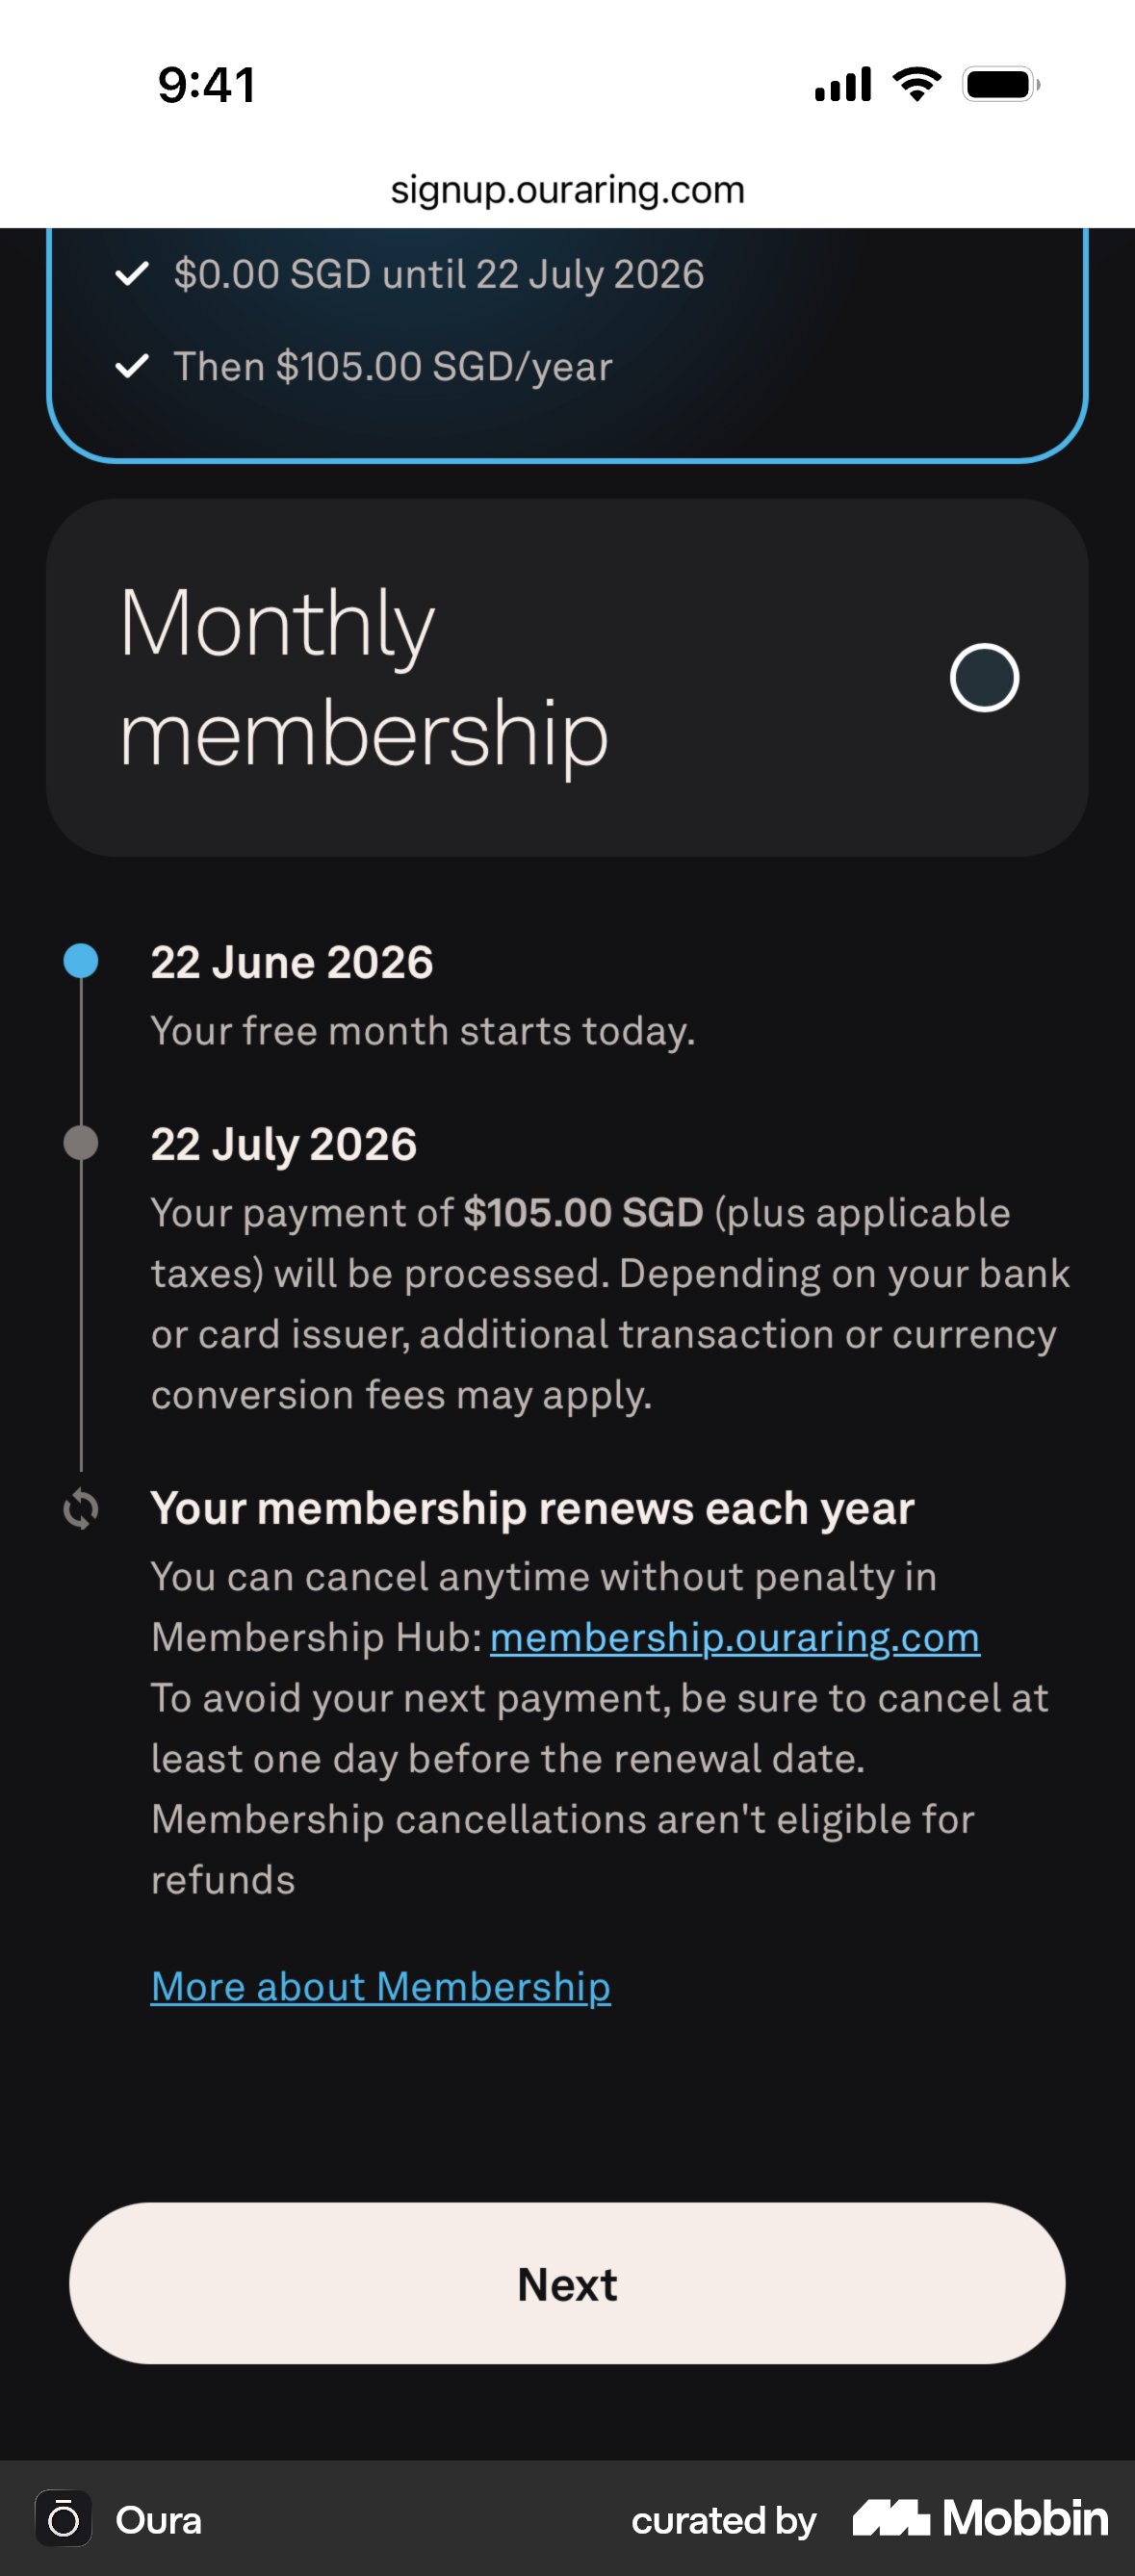 9:41
signup.ouraring.com
$0.00 SGD until 22 July 2026
Then $105.00 SGD/year
Monthly
membership
22 June 2026
Your free month starts today.
22 July 2026
Your payment of $105.00 SGD (plus applicable
taxes) will be processed. Depending on your bank
or card issuer, additional transaction or currency
conversion fees may apply.
Your membership renews each year
You can cancel anytime without penalty in
Membership Hub: membership.ouraring.com
To avoid your next payment, be sure to cancel at
least one day before the renewal date.
Membership cancellations aren't eligible for
refunds
More about Membership
Next
Oura
curated by Mobbin